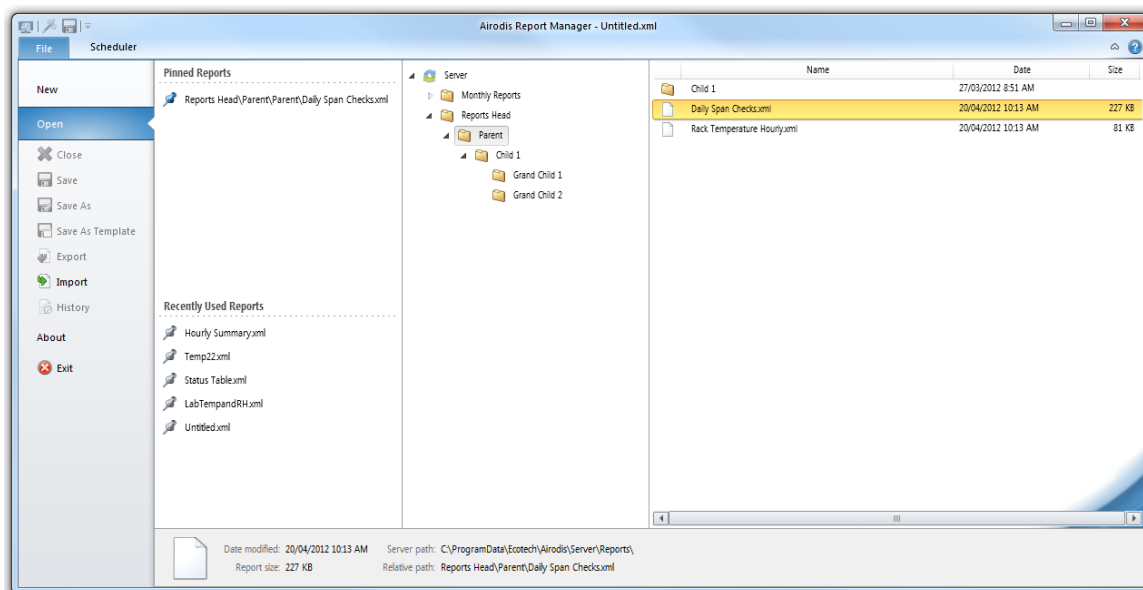 Airodis Report Manager - Untitled.xml
File
Scheduler
New
Open
Close
Save
Save As
Save As Template
Export
Import
History
About
Exit
Pinned Reports
Reports Head\Parent\Parent\Daily Span Checks.xml
Recently Used Reports
Hourly Summary.xml
Temp22.xml
Status Table.xml
LabTempandRH.xml
Untitled.xml
Server
Monthly Reports
Reports Head
Parent
Child 1
Grand Child 1
Grand Child 2
Name Date Size
Child 1 27/03/2012 8:51 AM
Daily Span Checks.xml 20/04/2012 10:13 AM 227 KB
Rack Temperature Hourly.xml 20/04/2012 10:13 AM 81 KB
Date modified: 20/04/2012 10:13 AM Server path: C:\ProgramData\Ecotech\Airodis\Server\Reports\
Report size: 227 KB Relative path: Reports Head\Parent\Daily Span Checks.xml